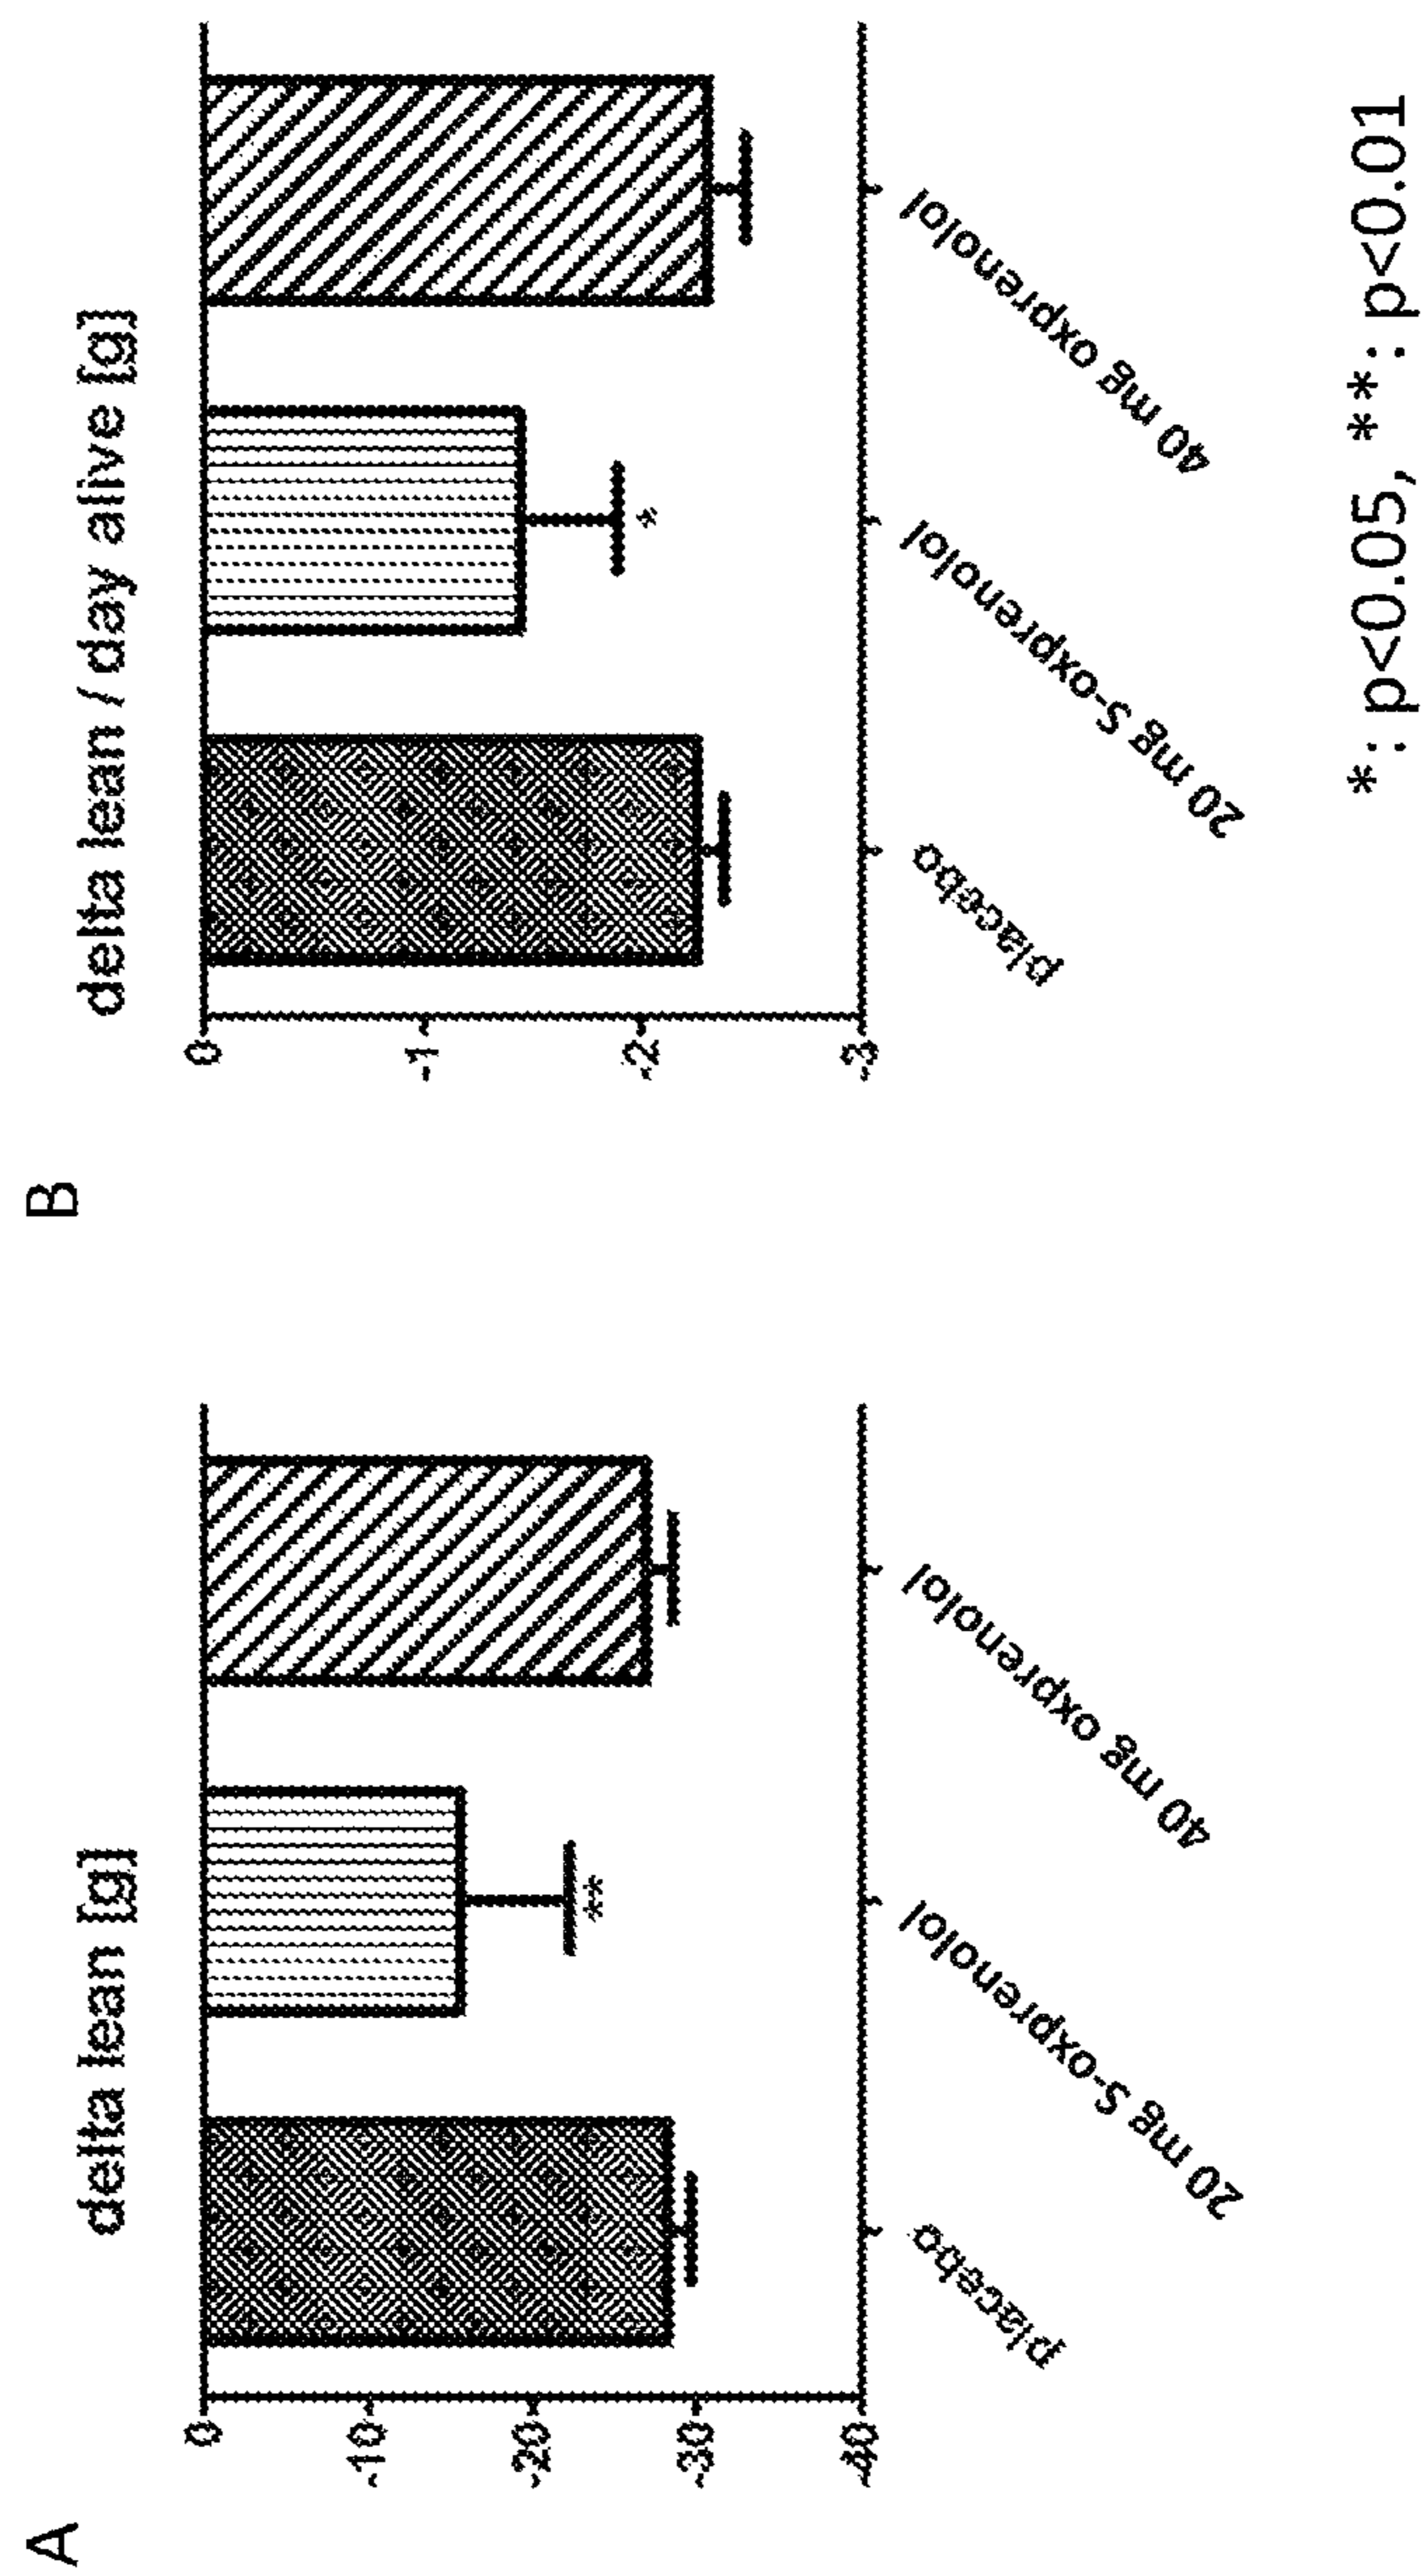 A
delta lean [g]
0
-10
-20
-30
-40
**
placebo
20 mg S-oxprenolol
40 mg oxprenolol
B
delta lean / day alive [g]
0
-1
-2
-3
*
placebo
20 mg S-oxprenolol
40 mg oxprenolol
*: p<0.05, **: p<0.01